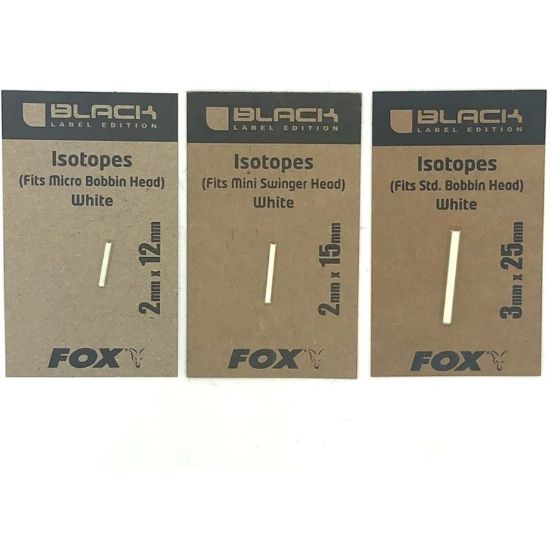 BLACK
LABEL EDITION
Isotopes
(Fits Micro Bobbin Head)
White
2mm x 12mm
FOX
BLACK
LABEL EDITION
Isotopes
(Fits Mini Swinger Head)
White
2mm x 15mm
FOX
BLACK
LABEL EDITION
Isotopes
(Fits Std. Bobbin Head)
White
3mm x 25mm
FOX